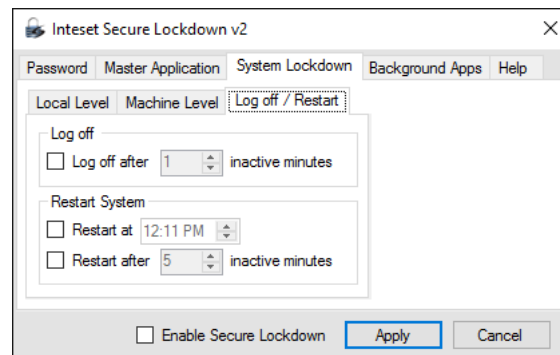 Inteset Secure Lockdown v2
Password Master Application System Lockdown Background Apps Help
Local Level Machine Level Log off / Restart
Log off
Log off after 1 inactive minutes
Restart System
Restart at 12:11 PM
Restart after 5 inactive minutes
Enable Secure Lockdown Apply Cancel